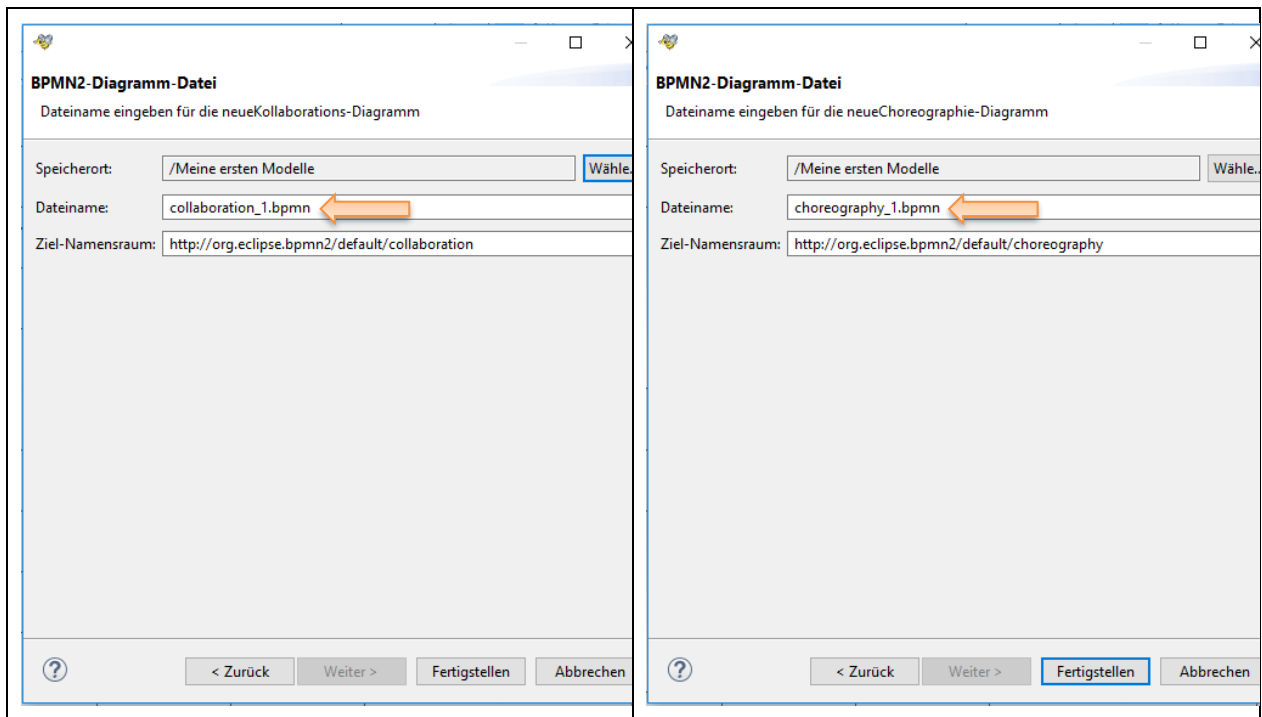 BPMN2-Diagramm-Datei
Dateiname eingeben für die neueKollaborations-Diagramm
Speicherort: /Meine ersten Modelle Wähle.
Dateiname: collaboration_1.bpmn
Ziel-Namensraum: http://org.eclipse.bpmn2/default/collaboration
? < Zurück Weiter > Fertigstellen Abbrechen
BPMN2-Diagramm-Datei
Dateiname eingeben für die neueChoreographie-Diagramm
Speicherort: /Meine ersten Modelle Wähle..
Dateiname: choreography_1.bpmn
Ziel-Namensraum: http://org.eclipse.bpmn2/default/choreography
? < Zurück Weiter > Fertigstellen Abbrechen